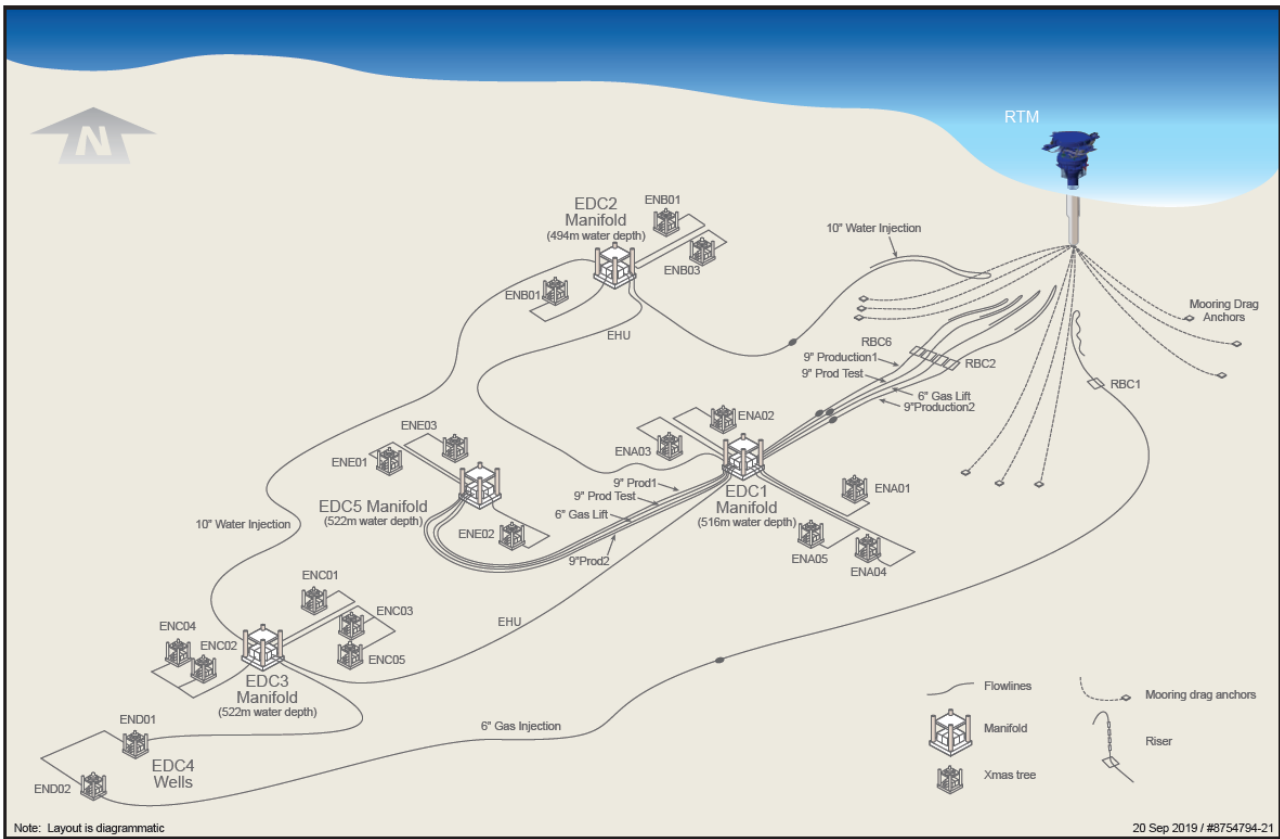 RTM
N
ENB01
EDC2
Manifold
(494m water depth)
10" Water Injection
ENB03
ENB01
Mooring Drag
Anchors
EHU
RBC6
9" Production1
RBC2
9" Prod Test
RBC1
6" Gas Lift
9"Production2
ENA02
ENE03
ENA03
ENE01
9" Prod1
EDC1
Manifold
(516m water depth)
ENA01
9" Prod Test
EDC5 Manifold
(522m water depth)
6" Gas Lift
10" Water Injection
ENE02
9"Prod2
ENA05
ENA04
ENC01
ENC03
EHU
ENC04
ENC02
ENC05
EDC3
Manifold
(522m water depth)
Flowlines
Mooring drag anchors
END01
6" Gas Injection
Manifold
Riser
EDC4
Wells
Xmas tree
END02
Note: Layout is diagrammatic
20 Sep 2019 / #8754794-21